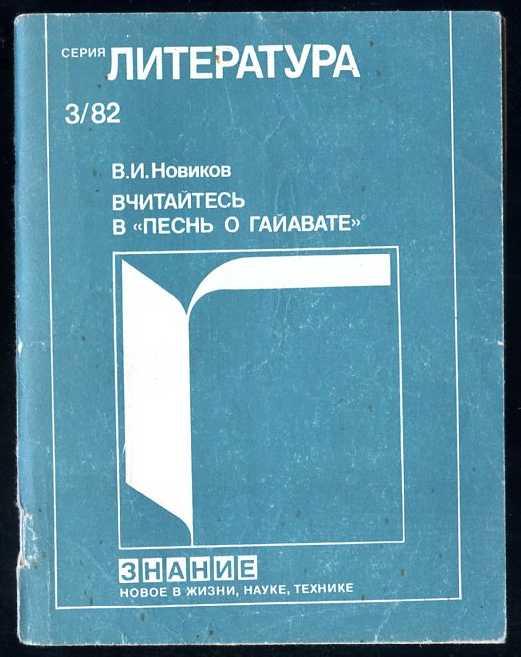 СЕРИЯ ЛИТЕРАТУРА
3/82
В.И.Новиков
ВЧИТАЙТЕСЬ
В «ПЕСНЬ О ГАЙАВАТЕ»
ЗНАНИЕ
НОВОЕ В ЖИЗНИ, НАУКЕ, ТЕХНИКЕ